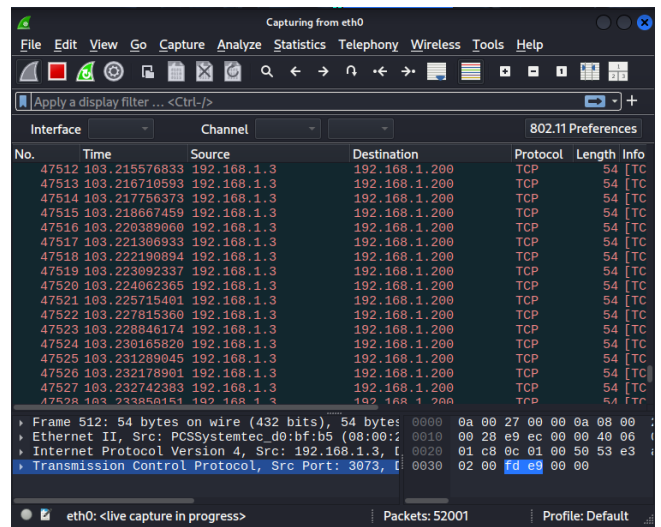 Capturing from eth0
File Edit View Go Capture Analyze Statistics Telephony Wireless Tools Help
Apply a display filter ... <Ctrl-/>
Interface Channel 802.11 Preferences
No. Time Source Destination Protocol Length Info
47512 103.215576833 192.168.1.3 192.168.1.200 TCP 54 [TC
47513 103.216710593 192.168.1.3 192.168.1.200 TCP 54 [TC
47514 103.217756373 192.168.1.3 192.168.1.200 TCP 54 [TC
47515 103.218667459 192.168.1.3 192.168.1.200 TCP 54 [TC
47516 103.220389060 192.168.1.3 192.168.1.200 TCP 54 [TC
47517 103.221306933 192.168.1.3 192.168.1.200 TCP 54 [TC
47518 103.222190894 192.168.1.3 192.168.1.200 TCP 54 [TC
47519 103.223092337 192.168.1.3 192.168.1.200 TCP 54 [TC
47520 103.224062365 192.168.1.3 192.168.1.200 TCP 54 [TC
47521 103.225715401 192.168.1.3 192.168.1.200 TCP 54 [TC
47522 103.227815360 192.168.1.3 192.168.1.200 TCP 54 [TC
47523 103.228846174 192.168.1.3 192.168.1.200 TCP 54 [TC
47524 103.230165820 192.168.1.3 192.168.1.200 TCP 54 [TC
47525 103.231289045 192.168.1.3 192.168.1.200 TCP 54 [TC
47526 103.232178901 192.168.1.3 192.168.1.200 TCP 54 [TC
47527 103.232742383 192.168.1.3 192.168.1.200 TCP 54 [TC
47528 103.233850151 192.168.1.3 192.168.1.200 TCP 54 [TC
Frame 512: 54 bytes on wire (432 bits), 54 bytes 0000 0a 00 27 00 00 0a 08 00
Ethernet II, Src: PCSSystemtec_d0:bf:b5 (08:00:2 0010 00 28 e9 ec 00 00 40 06
Internet Protocol Version 4, Src: 192.168.1.3, D 0020 01 c8 0c 01 00 50 53 e3
Transmission Control Protocol, Src Port: 3073, D 0030 02 00 fd e9 00 00
eth0: <live capture in progress> Packets: 52001 Profile: Default